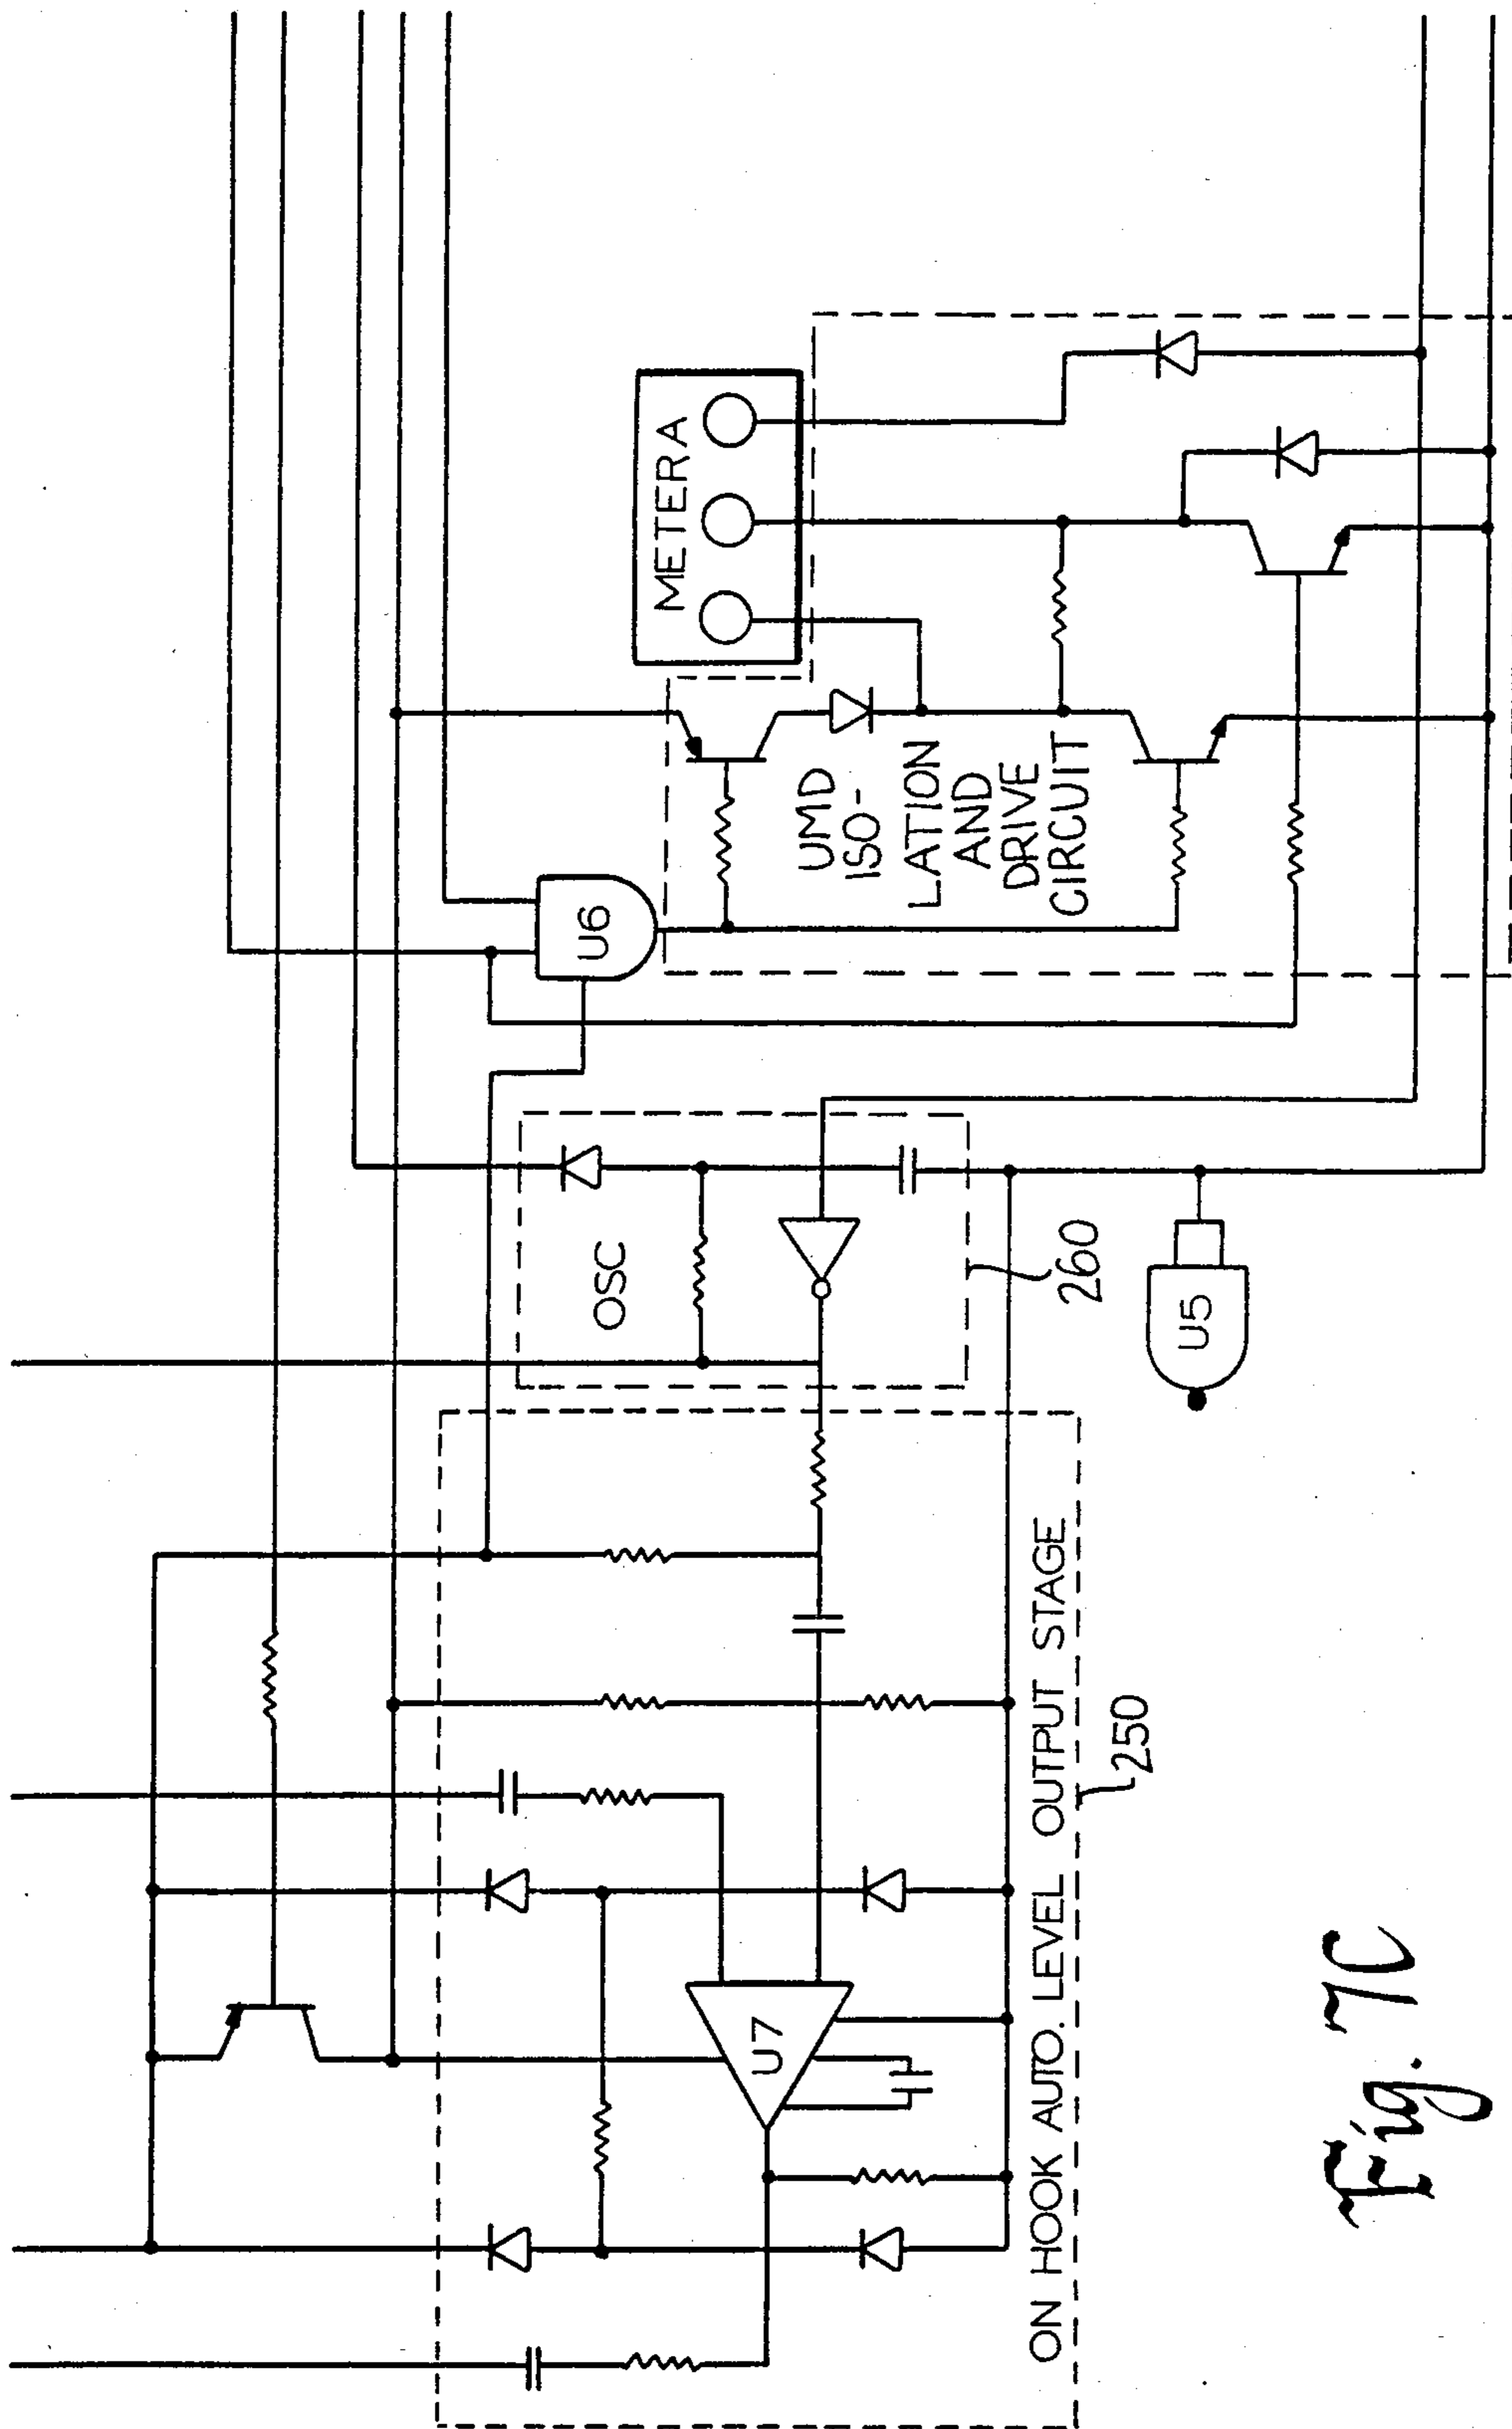 METER A
U6
UMD
ISO-
LATION
AND
DRIVE
CIRCUIT
OSC
260
U5
U7
ON HOOK AUTO. LEVEL OUTPUT STAGE
250
Fig. 7C